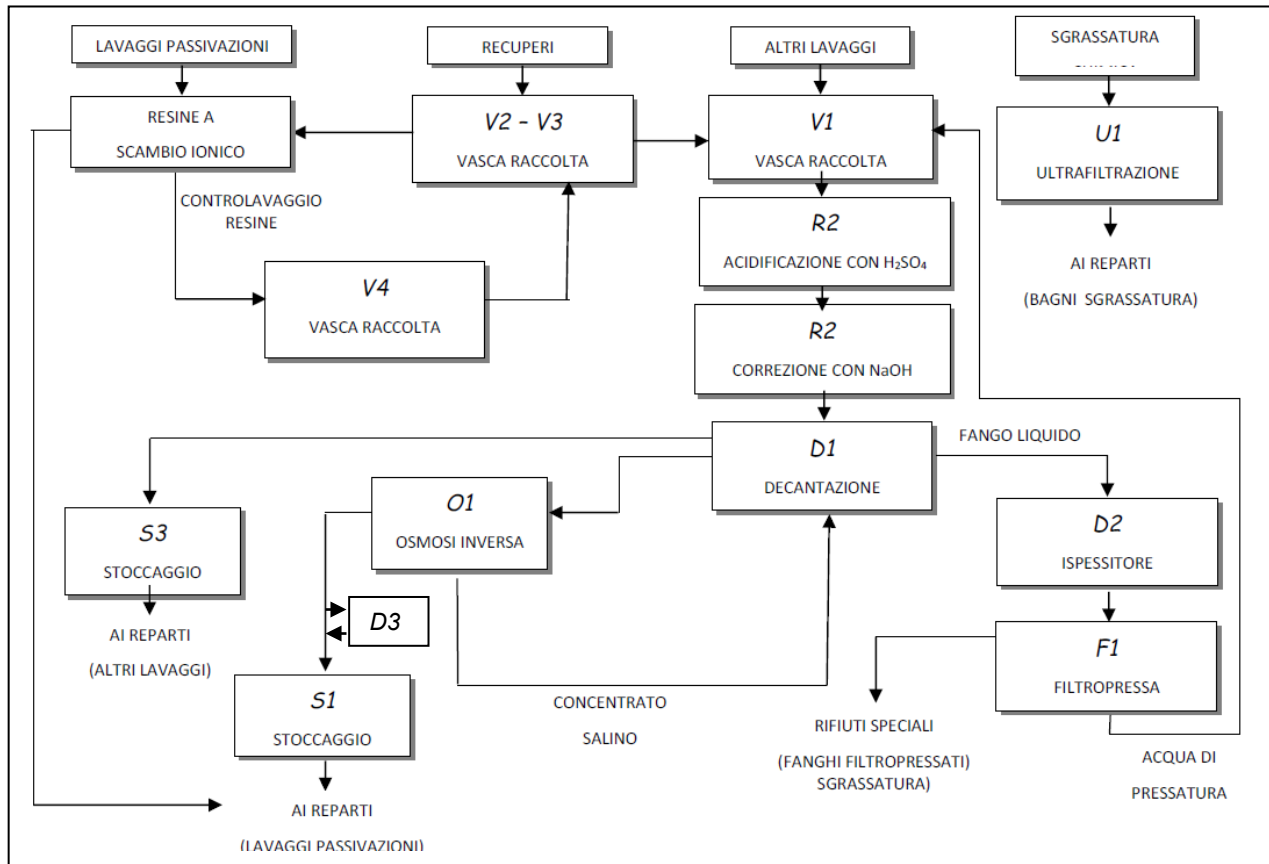 LAVAGGI PASSIVAZIONI
RECUPERI
ALTRI LAVAGGI
SGRASSATURA
RESINE A
SCAMBIO IONICO
V2 – V3
VASCA RACCOLTA
V1
VASCA RACCOLTA
U1
ULTRAFILTRAZIONE
CONTROLAVAGGIO
RESINE
R2
ACIDIFICAZIONE CON H₂SO₄
AI REPARTI
(BAGNI SGRASSATURA)
V4
VASCA RACCOLTA
R2
CORREZIONE CON NaOH
D1
DECANTAZIONE
FANGO LIQUIDO
O1
OSMOSI INVERSA
D2
ISPESSITORE
S3
STOCCAGGIO
D3
AI REPARTI
(ALTRI LAVAGGI)
F1
FILTROPRESSA
S1
STOCCAGGIO
CONCENTRATO
SALINO
RIFIUTI SPECIALI
(FANGHI FILTROPRESSATI)
SGRASSATURA)
ACQUA DI
PRESSATURA
AI REPARTI
(LAVAGGI PASSIVAZIONI)